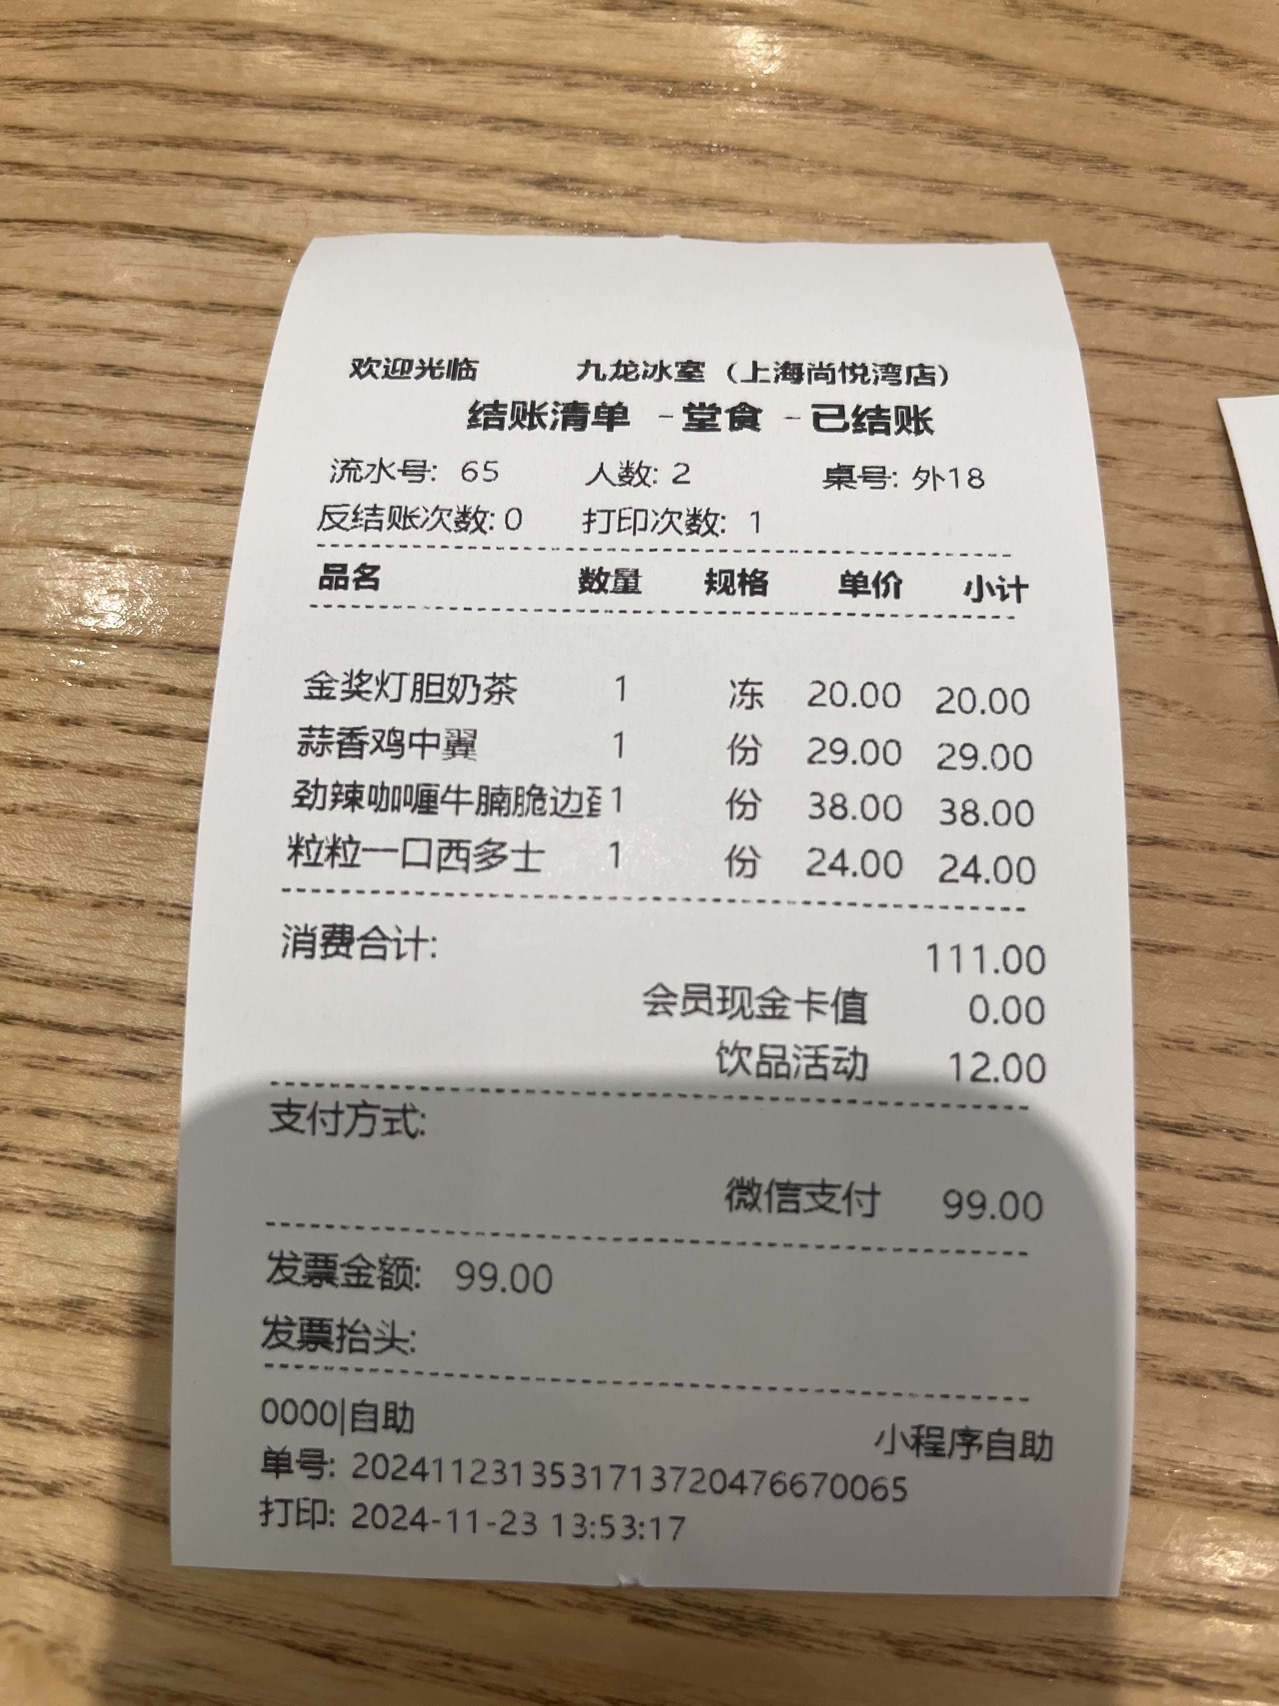 欢迎光临 九龙冰室（上海尚悦湾店）
结账清单 -堂食 -已结账
流水号: 65 人数: 2 桌号: 外18
反结账次数: 0 打印次数: 1
品名 数量 规格 单价 小计
金奖灯胆奶茶 1 冻 20.00 20.00
蒜香鸡中翼 1 份 29.00 29.00
劲辣咖喱牛腩脆边 1 份 38.00 38.00
粒粒一口西多士 1 份 24.00 24.00
消费合计: 111.00
会员现金卡值 0.00
饮品活动 12.00
支付方式:
微信支付 99.00
发票金额: 99.00
发票抬头:
0000|自助 小程序自助
单号: 2024112313531713720476670065
打印: 2024-11-23 13:53:17